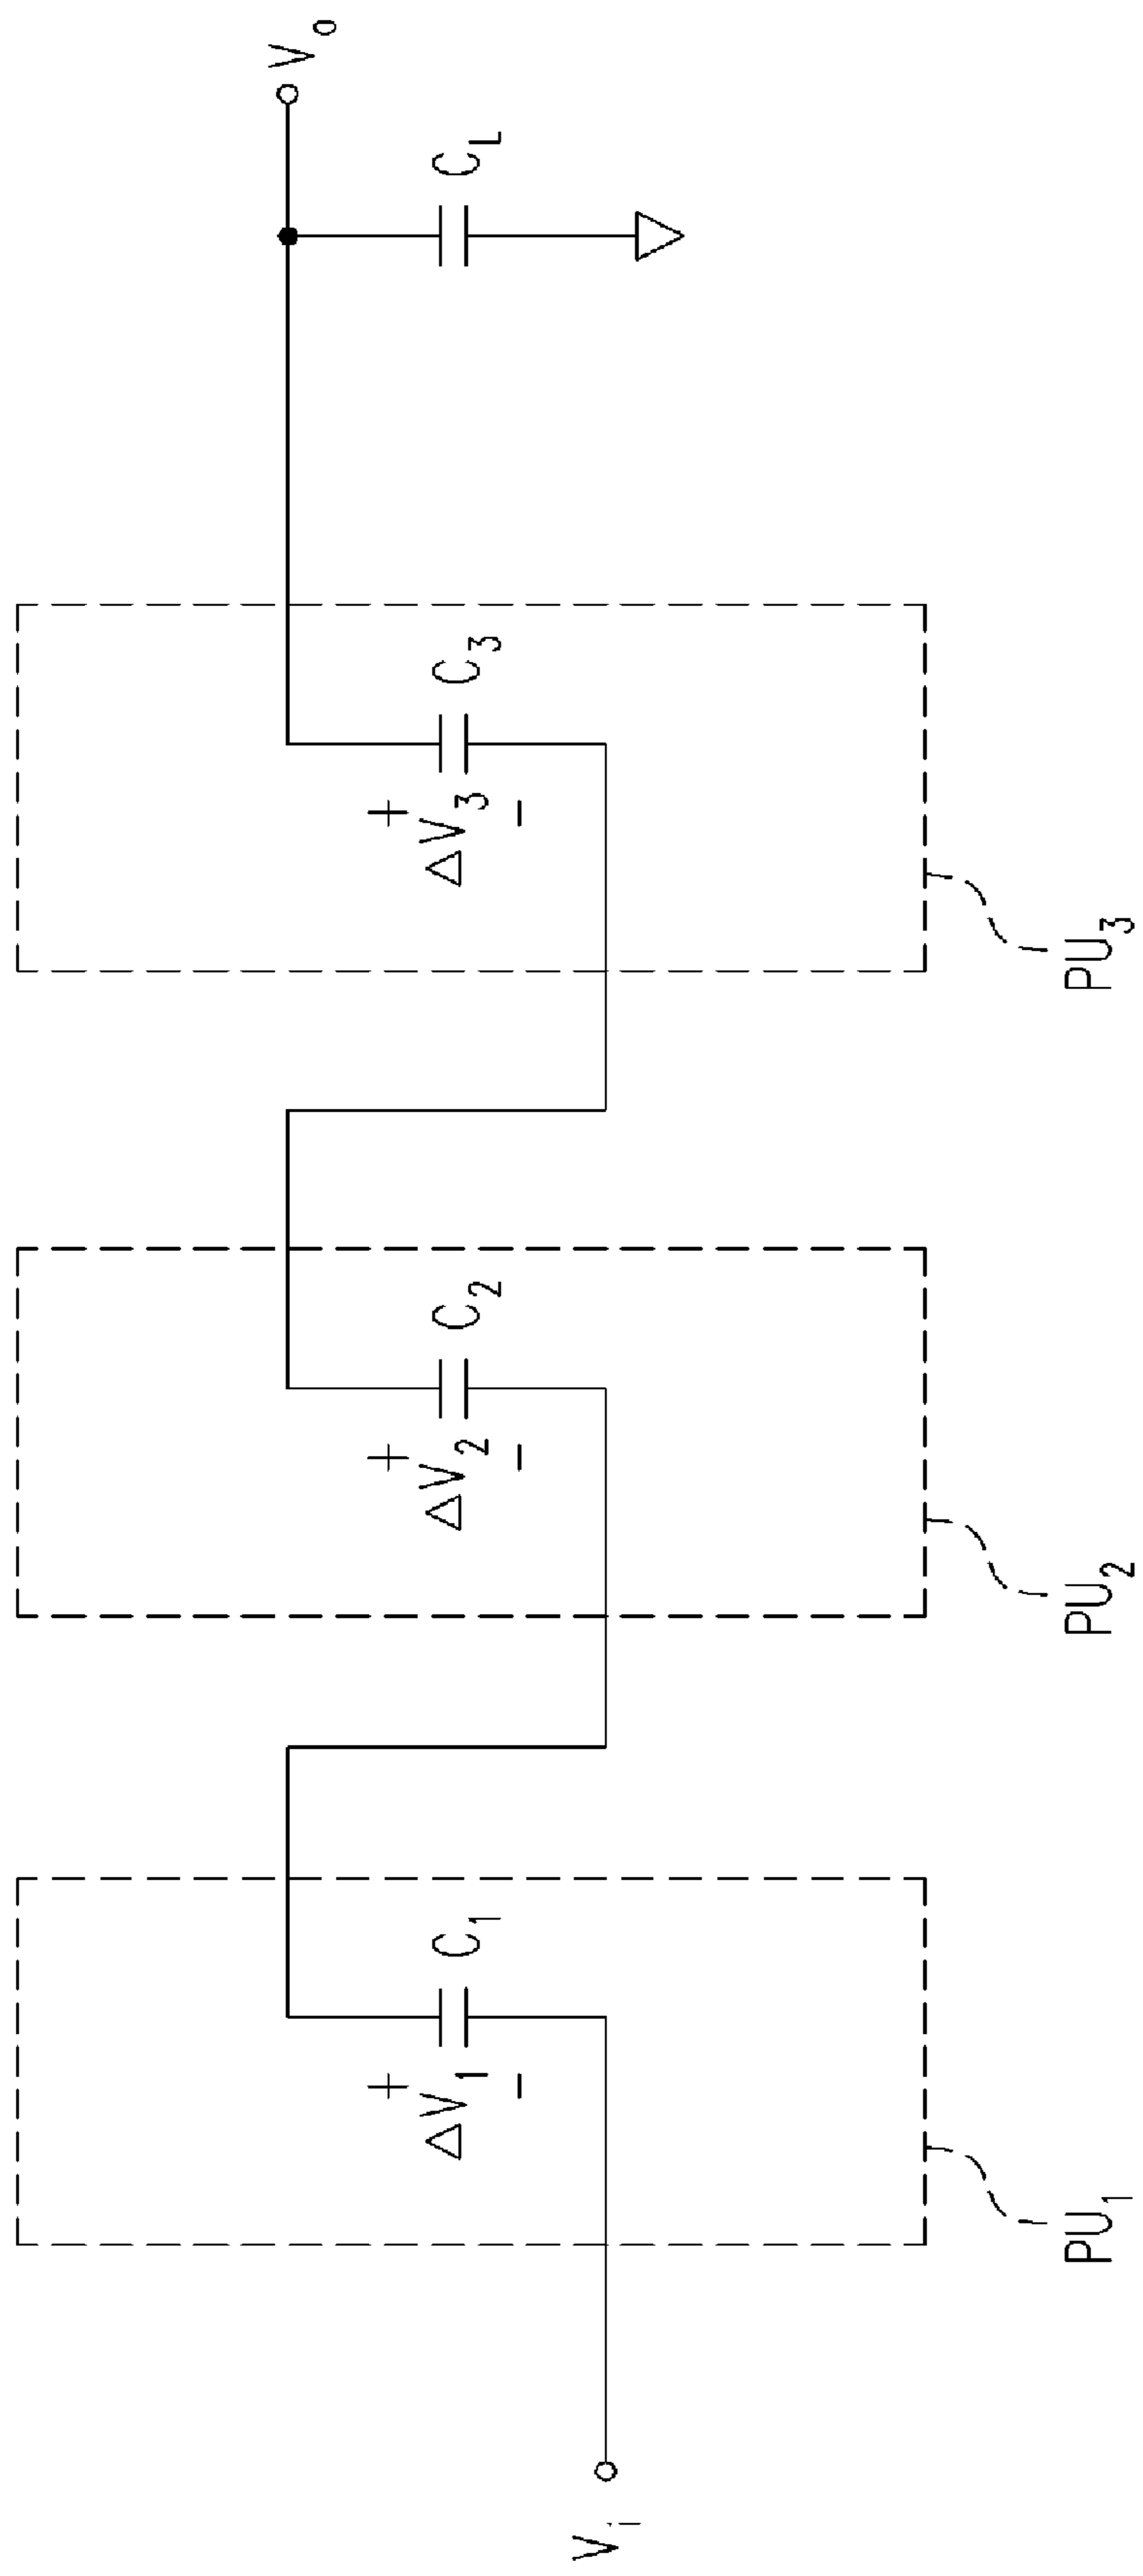 Vi
+
ΔV1
-
C1
PU1
+
ΔV2
-
C2
PU2
+
ΔV3
-
C3
PU3
CL
Vo